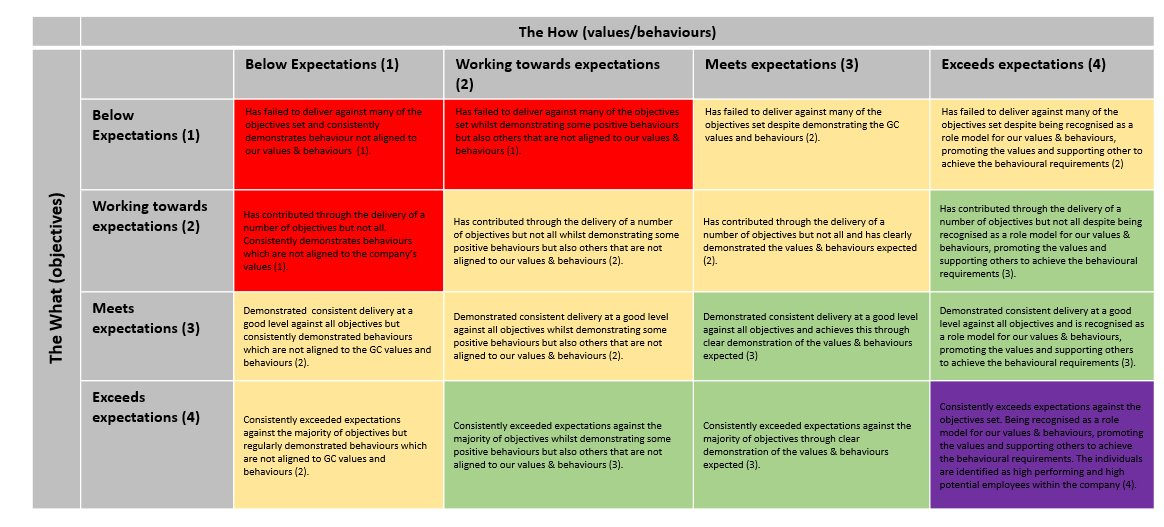 The How (values/behaviours)
The What (objectives)
Below Expectations (1)
Working towards expectations
(2)
Meets expectations (3)
Exceeds expectations (4)
Below
Expectations (1)
Has failed to deliver against many of the
objectives set and consistently
demonstrates behaviour not aligned to
our values & behaviours (1).
Has failed to deliver against many of the objectives
set whilst demonstrating some positive behaviours
but also others that are not aligned to our values &
behaviours (1).
Has failed to deliver against many of the
objectives set despite demonstrating the GC
values and behaviours (2).
Has failed to deliver against many of the
objectives set despite being recognised as a
role model for our values & behaviours,
promoting the values and supporting other to
achieve the behavioural requirements (2)
Working towards
expectations (2)
Has contributed through the delivery of a
number of objectives but not all.
Consistently demonstrates behaviours
which are not aligned to the company's
values (1).
Has contributed through the delivery of a number
of objectives but not all whilst demonstrating some
positive behaviours but also others that are not
aligned to our values & behaviours (2).
Has contributed through the delivery of a
number of objectives but not all and has clearly
demonstrated the values & behaviours expected
(2).
Has contributed through the delivery of a
number of objectives but not all despite being
recognised as a role model for our values &
behaviours, promoting the values and
supporting others to achieve the behavioural
requirements (3).
Meets
expectations (3)
Demonstrated consistent delivery at a
good level against all objectives but
consistently demonstrated behaviours
which are not aligned to the GC values and
behaviours (2).
Demonstrated consistent delivery at a good level
against all objectives whilst demonstrating some
positive behaviours but also others that are not
aligned to our values & behaviours (2).
Demonstrated consistent delivery at a good level
against all objectives and achieves this through
clear demonstration of the values & behaviours
expected (3)
Demonstrated consistent delivery at a good
level against all objectives and is recognised as
a role model for our values & behaviours,
promoting the values and supporting others
to achieve the behavioural requirements (3).
Exceeds
expectations (4)
Consistently exceeded expectations
against the majority of objectives but
regularly demonstrated behaviours which
are not aligned to GC values and
behaviours (2).
Consistently exceeded expectations against the
majority of objectives whilst demonstrating some
positive behaviours but also others that are not
aligned to our values & behaviours (3).
Consistently exceeded expectations against the
majority of objectives through clear
demonstration of the values & behaviours
expected (3).
Consistently exceeds expectations against the
objectives set. Being recognised as a role
model for our values & behaviours, promoting
the values and supporting others to achieve
the behavioural requirements. The individuals
are identified as high performing and high
potential employees within the company (4).